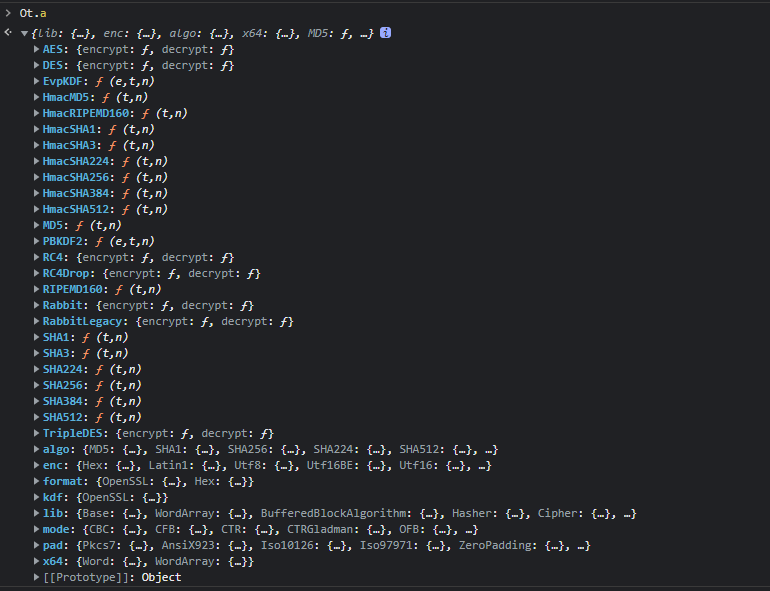 > Ot.a
{lib: {…}, enc: {…}, algo: {…}, x64: {…}, MD5: ƒ, …} i
AES: {encrypt: ƒ, decrypt: ƒ}
DES: {encrypt: ƒ, decrypt: ƒ}
EvpKDF: ƒ (e,t,n)
HmacMD5: ƒ (t,n)
HmacRIPEMD160: ƒ (t,n)
HmacSHA1: ƒ (t,n)
HmacSHA3: ƒ (t,n)
HmacSHA224: ƒ (t,n)
HmacSHA256: ƒ (t,n)
HmacSHA384: ƒ (t,n)
HmacSHA512: ƒ (t,n)
MD5: ƒ (t,n)
PBKDF2: ƒ (e,t,n)
RC4: {encrypt: ƒ, decrypt: ƒ}
RC4Drop: {encrypt: ƒ, decrypt: ƒ}
RIPEMD160: ƒ (t,n)
Rabbit: {encrypt: ƒ, decrypt: ƒ}
RabbitLegacy: {encrypt: ƒ, decrypt: ƒ}
SHA1: ƒ (t,n)
SHA3: ƒ (t,n)
SHA224: ƒ (t,n)
SHA256: ƒ (t,n)
SHA384: ƒ (t,n)
SHA512: ƒ (t,n)
TripleDES: {encrypt: ƒ, decrypt: ƒ}
algo: {MD5: {…}, SHA1: {…}, SHA256: {…}, SHA224: {…}, SHA512: {…}, …}
enc: {Hex: {…}, Latin1: {…}, Utf8: {…}, Utf16BE: {…}, Utf16: {…}, …}
format: {OpenSSL: {…}, Hex: {…}}
kdf: {OpenSSL: {…}}
lib: {Base: {…}, WordArray: {…}, BufferedBlockAlgorithm: {…}, Hasher: {…}, Cipher: {…}, …}
mode: {CBC: {…}, CFB: {…}, CTR: {…}, CTRGladman: {…}, OFB: {…}, …}
pad: {Pkcs7: {…}, AnsiX923: {…}, Iso10126: {…}, Iso97971: {…}, ZeroPadding: {…}, …}
x64: {Word: {…}, WordArray: {…}}
[[Prototype]]: Object